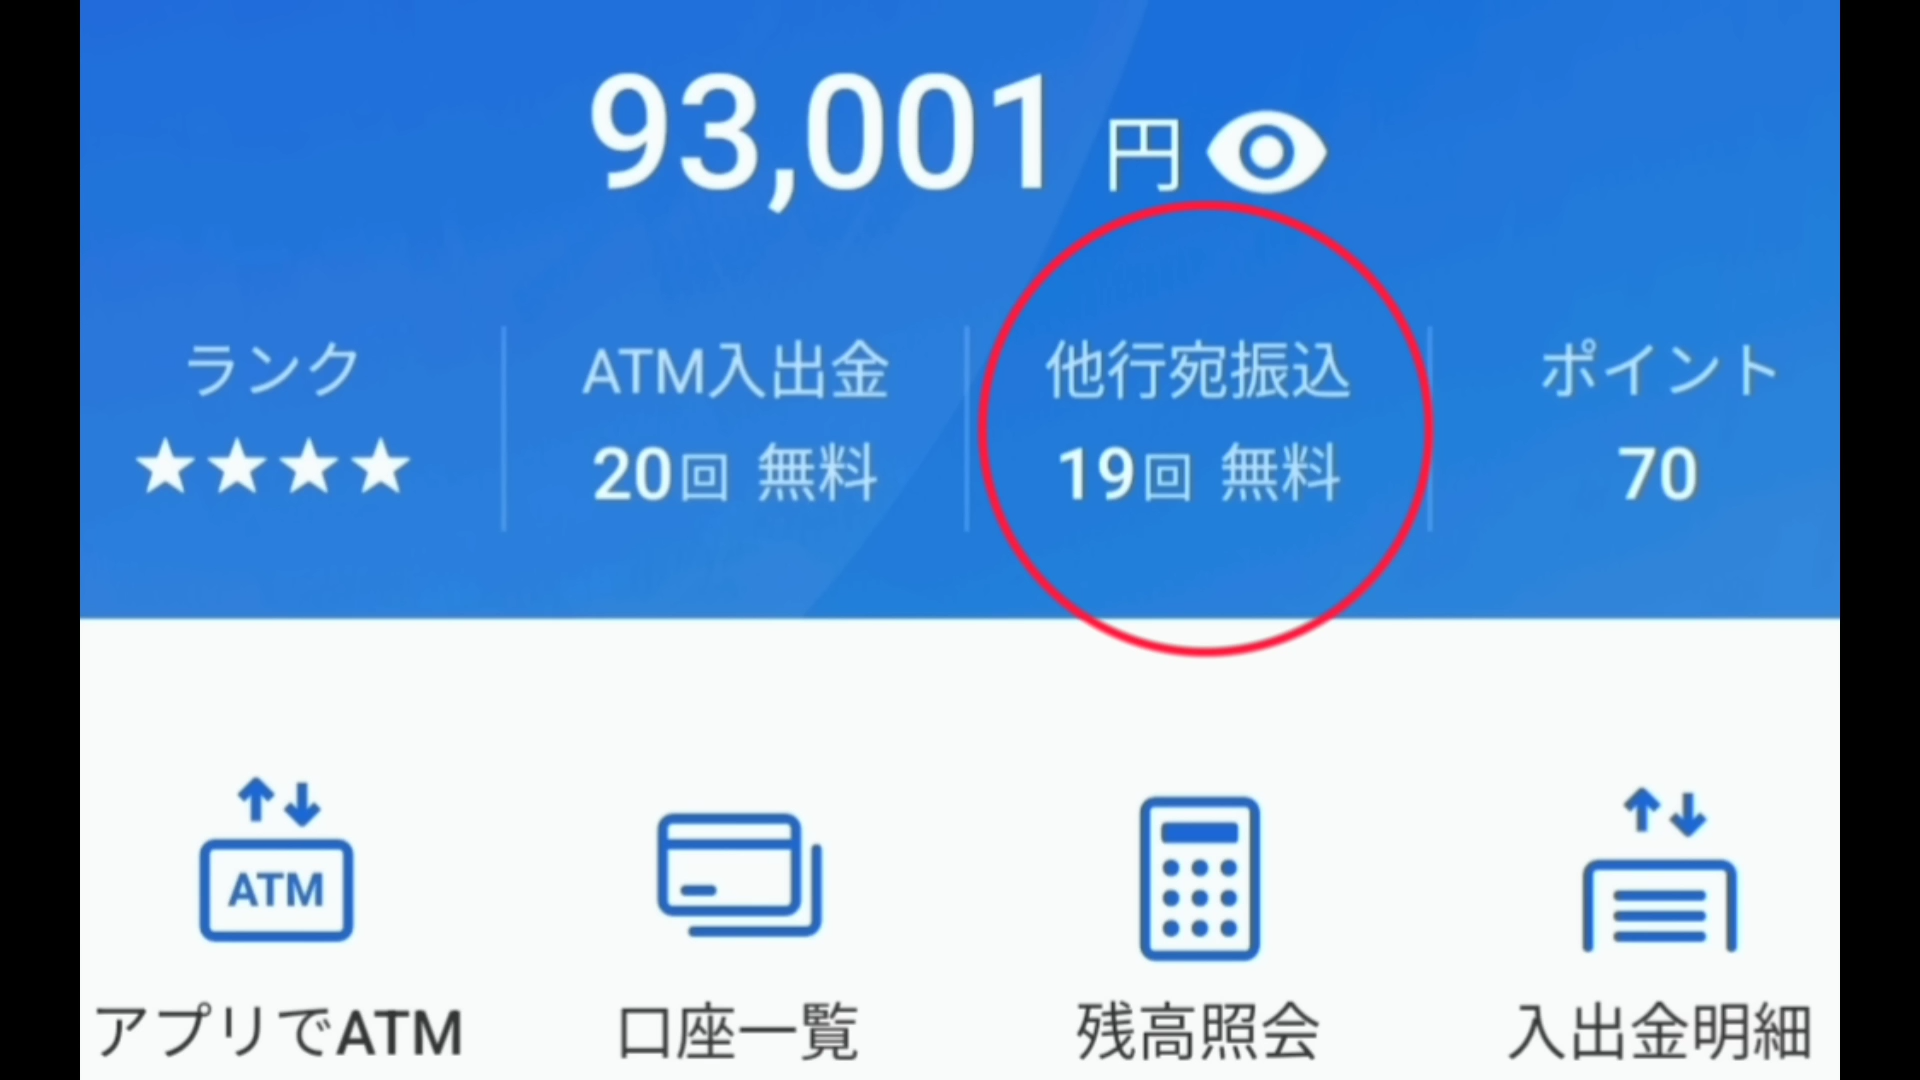 93,001 円
ランク
★★★★
ATM入出金
20回 無料
他行宛振込
19回 無料
ポイント
70
ATM
アプリでATM
口座一覧
残高照会
入出金明細